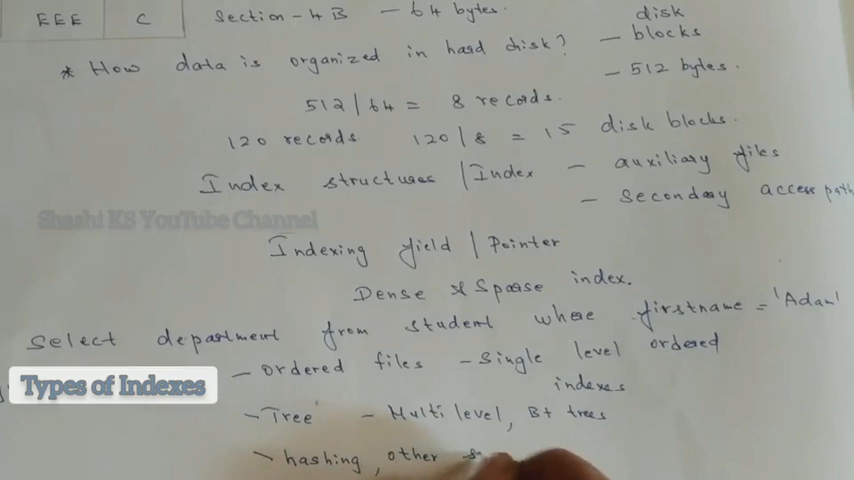 EEE C Section - 4 B - 64 bytes.
disk
* How data is organized in hard disk? - blocks
- 512 bytes.
512 | 64 = 8 records.
120 records 120 | 8 = 15 disk blocks.
Index structures | Index - auxiliary files
- Secondary access path
Shashi KS YouTube Channel
Indexing field | Pointer
Dense & Sparse index.
Select department from student where firstname = 'Adam'
- ordered files - Single level ordered
indexes
Types of Indexes
- Tree - Multi level, B+ trees
- hashing, other s